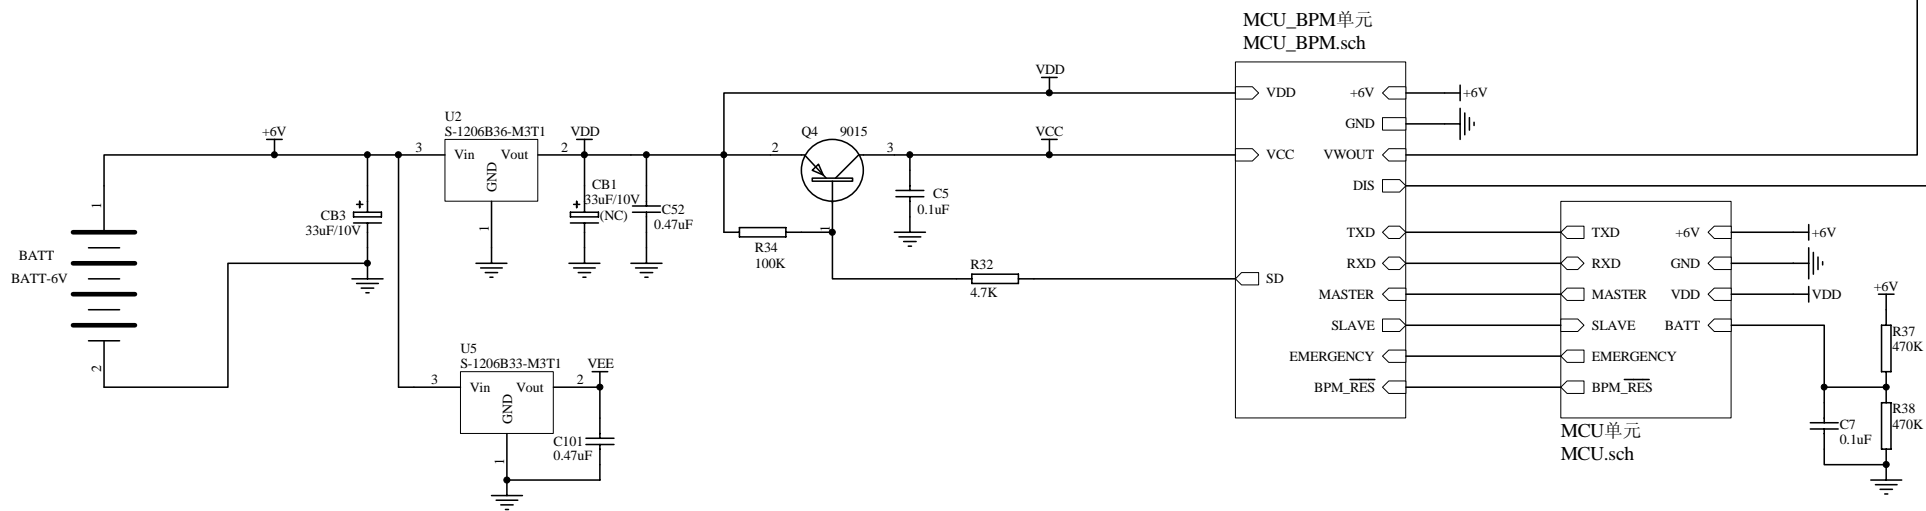 MCU_BPM单元
MCU_BPM.sch
VDD
VDD
+6V
+6V
GND
U2
S-1206B36-M3T1
+6V
VDD
Q4
9015
VCC
3
Vin
Vout
2
2
3
VCC
VWOUT
GND
DIS
CB1
33uF/10V
(NC)
C5
0.1uF
1
CB3
33uF/10V
1
C52
0.47uF
1
TXD
TXD
+6V
+6V
R34
100K
BATT
BATT-6V
R32
4.7K
SD
RXD
RXD
GND
MASTER
MASTER
VDD
VDD
+6V
SLAVE
SLAVE
BATT
R37
470K
U5
S-1206B33-M3T1
VEE
EMERGENCY
EMERGENCY
2
3
Vin
Vout
2
BPM_RES
BPM_RES
GND
R38
470K
C7
0.1uF
MCU单元
MCU.sch
C101
0.47uF
1